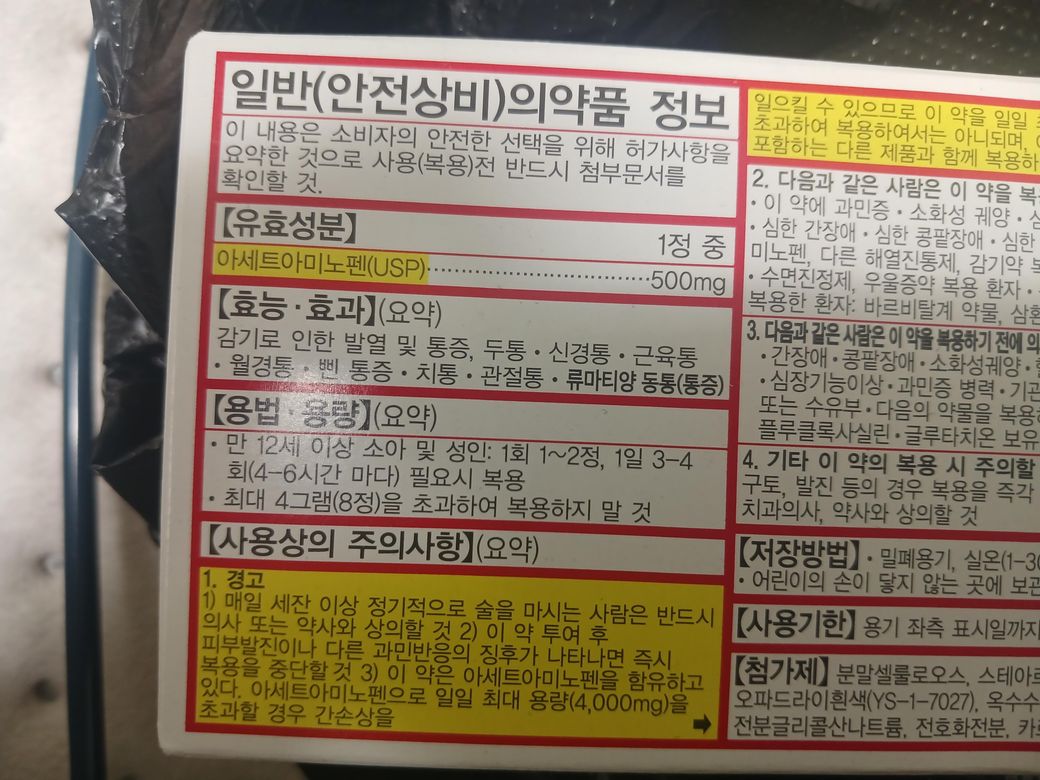 일반(안전상비)의약품 정보
이 내용은 소비자의 안전한 선택을 위해 허가사항을
요약한 것으로 사용(복용)전 반드시 첨부문서를
확인할 것.
【유효성분】 1정 중
아세트아미노펜(USP)································500mg
【효능·효과】(요약)
감기로 인한 발열 및 통증, 두통·신경통·근육통
·월경통·삔 통증·치통·관절통·류마티양 동통(통증)
【용법·용량】(요약)
·만 12세 이상 소아 및 성인: 1회 1~2정, 1일 3-4
회(4-6시간 마다) 필요시 복용
·최대 4그램(8정)을 초과하여 복용하지 말 것
【사용상의 주의사항】(요약)
1. 경고
1) 매일 세잔 이상 정기적으로 술을 마시는 사람은 반드시
의사 또는 약사와 상의할 것 2) 이 약 투여 후
피부발진이나 다른 과민반응의 징후가 나타나면 즉시
복용을 중단할 것 3) 이 약은 아세트아미노펜을 함유하고
있다. 아세트아미노펜으로 일일 최대 용량(4,000mg)을
초과할 경우 간손상을
일으킬 수 있으므로 이 약을 일일
초과하여 복용하여서는 아니되며,
포함하는 다른 제품과 함께 복용하
2. 다음과 같은 사람은 이 약을 복
·이 약에 과민증·소화성 궤양·
·심한 간장애·심한 콩팥장애·심한
미노펜, 다른 해열진통제, 감기약 복
·수면진정제, 우울증약 복용 환자·
복용한 환자: 바르비탈계 약물, 삼환
3. 다음과 같은 사람은 이 약을 복용하기 전에 의
·간장애·콩팥장애·소화성궤양·
·심장기능이상·과민증 병력·기관
또는 수유부·다음의 약물을 복용
플루클록사실린·글루타치온 보유
4. 기타 이 약의 복용 시 주의할
구토, 발진 등의 경우 복용을 즉각
치과의사, 약사와 상의할 것
【저장방법】·밀폐용기, 실온(1-30
·어린이의 손이 닿지 않는 곳에 보관
【사용기한】용기 좌측 표시일까지
【첨가제】분말셀룰로오스, 스테아르
오파드라이흰색(YS-1-7027), 옥수수
전분글리콜산나트륨, 전호화전분, 카르